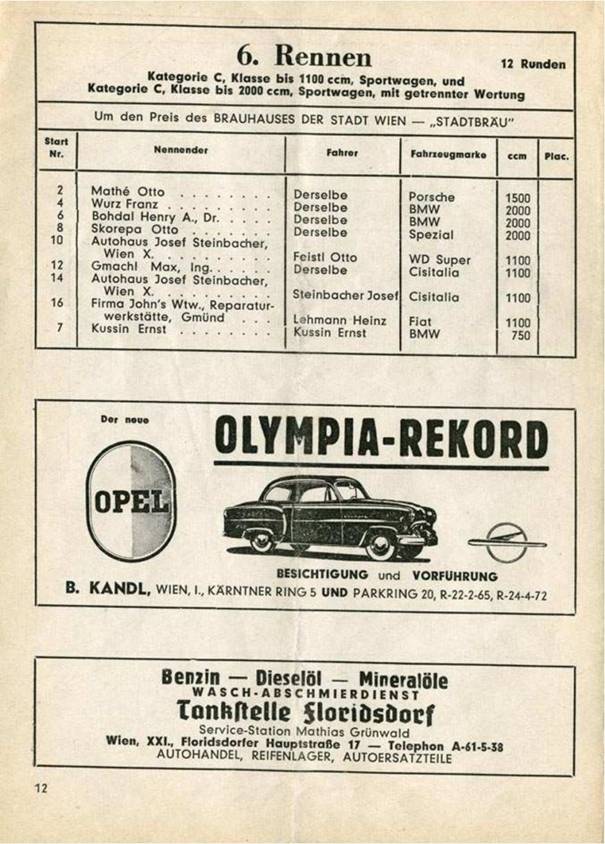 6. Rennen 12 Runden
Kategorie C, Klasse bis 1100 ccm, Sportwagen, und
Kategorie C, Klasse bis 2000 ccm, Sportwagen, mit getrennter Wertung
Um den Preis des BRAUHAUSES DER STADT WIEN — „STADTBRÄU“
Start Nr. Nennender Fahrer Fahrzeugmarke ccm Plac.
2 Mathé Otto . . . . . . . . Derselbe Porsche 1500
4 Wurz Franz . . . . . . . . . Derselbe BMW 2000
6 Bohdal Henry A., Dr. . . . . . Derselbe BMW 2000
8 Skorepa Otto . . . . . . . . Derselbe Spezial 2000
10 Autohaus Josef Steinbacher,
Wien X. . . . . . . . . . Feistl Otto WD Super 1100
12 Gmachl Max, Ing. . . . . . Derselbe Cisitalia 1100
14 Autohaus Josef Steinbacher,
Wien X. . . . . . . . . . Steinbacher Josef Cisitalia 1100
16 Firma John's Wtw., Reparatur-
werkstätte, Gmünd . . . Lehmann Heinz Fiat 1100
7 Kussin Ernst . . . . . . . . Kussin Ernst BMW 750
Der neue
OLYMPIA-REKORD
OPEL
BESICHTIGUNG und VORFÜHRUNG
B. KANDL, WIEN, I., KÄRNTNER RING 5 UND PARKRING 20, R-22-2-65, R-24-4-72
Benzin — Dieselöl — Mineralöle
WASCH-ABSCHMIERDIENST
Tankstelle Floridsdorf
Service-Station Mathias Grünwald
Wien, XXI., Floridsdorfer Hauptstraße 17 — Telephon A-61-5-38
AUTOHANDEL, REIFENLAGER, AUTOERSATZTEILE
12